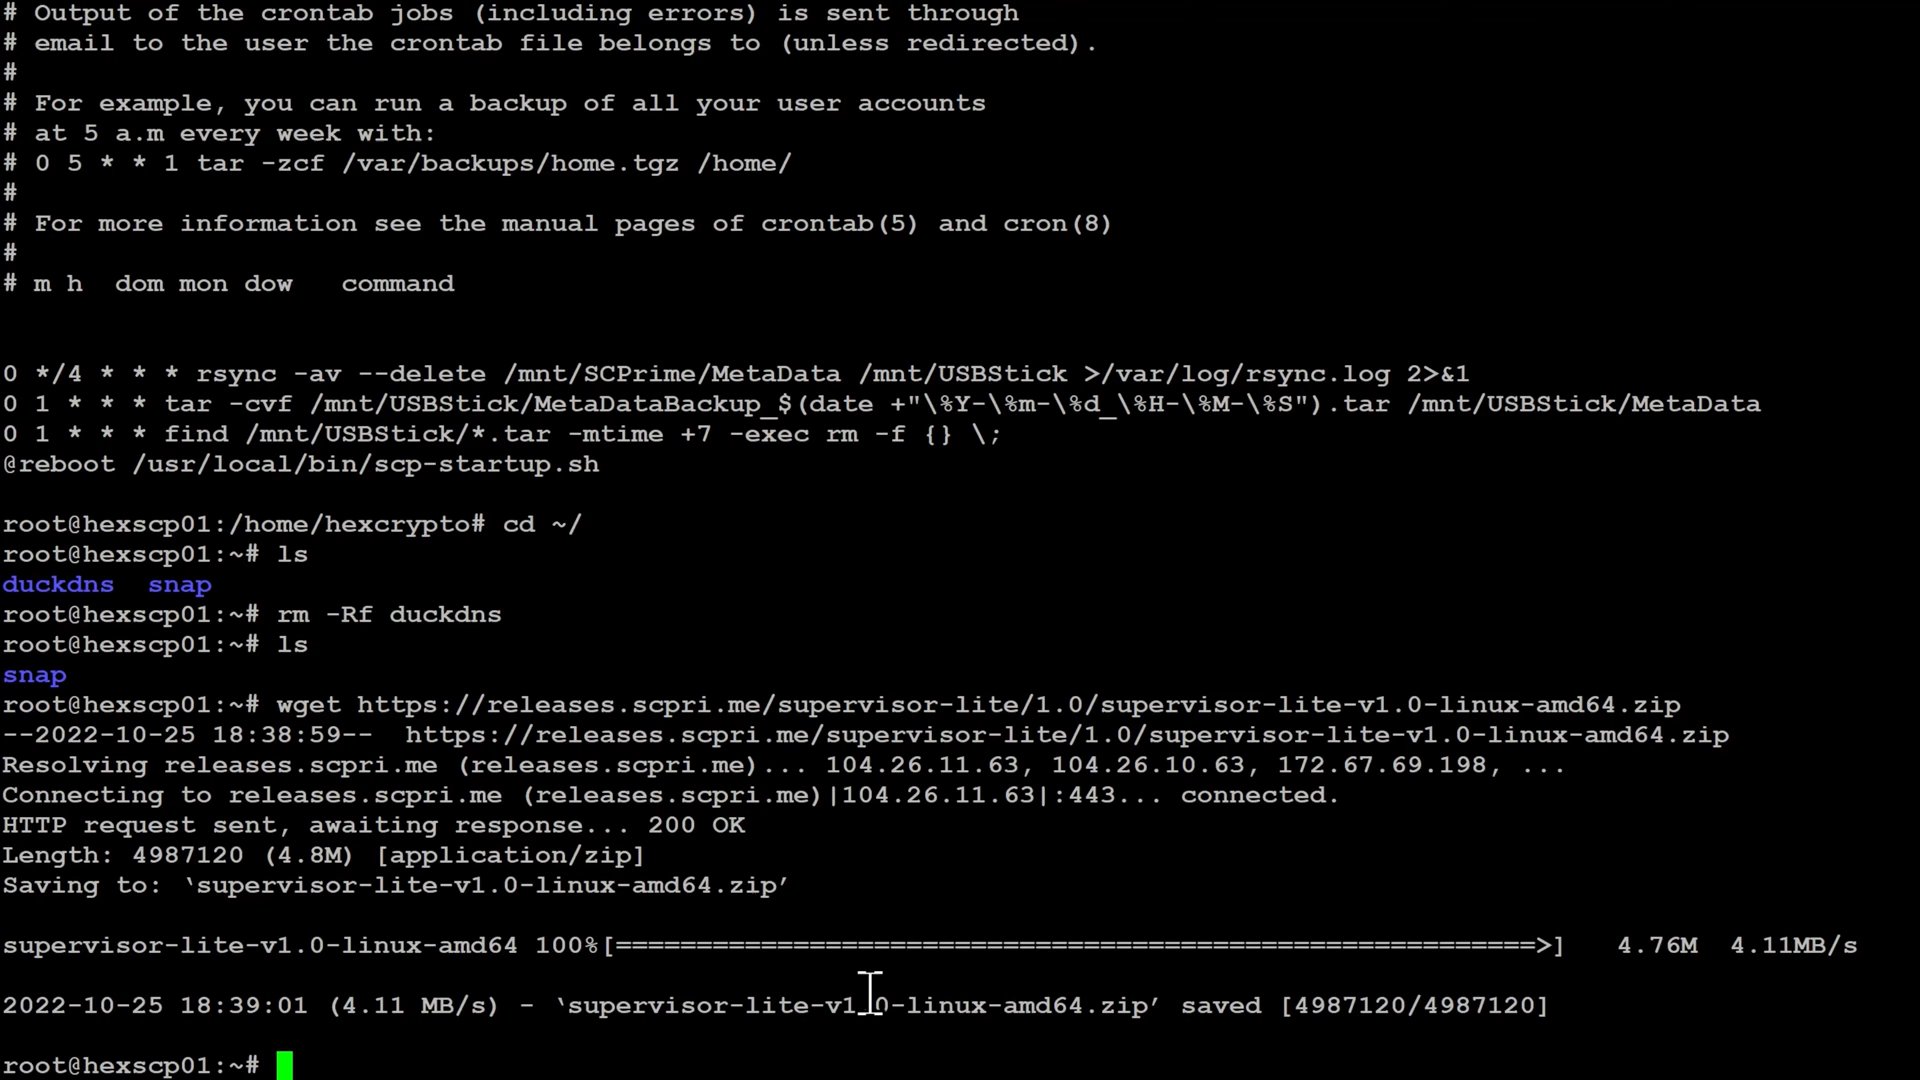 # Output of the crontab jobs (including errors) is sent through
# email to the user the crontab file belongs to (unless redirected).
#
# For example, you can run a backup of all your user accounts
# at 5 a.m every week with:
# 0 5 * * 1 tar -zcf /var/backups/home.tgz /home/
#
# For more information see the manual pages of crontab(5) and cron(8)
#
# m h  dom mon dow   command
0 */4 * * * rsync -av --delete /mnt/SCPrime/MetaData /mnt/USBStick >/var/log/rsync.log 2>&1
0 1 * * * tar -cvf /mnt/USBStick/MetaDataBackup_$(date +"\%Y-\%m-\%d_\%H-\%M-\%S").tar /mnt/USBStick/MetaData
0 1 * * * find /mnt/USBStick/*.tar -mtime +7 -exec rm -f {} \;
@reboot /usr/local/bin/scp-startup.sh
root@hexscp01:/home/hexcrypto# cd ~/
root@hexscp01:~# ls
duckdns  snap
root@hexscp01:~# rm -Rf duckdns
root@hexscp01:~# ls
snap
root@hexscp01:~# wget https://releases.scpri.me/supervisor-lite/1.0/supervisor-lite-v1.0-linux-amd64.zip
--2022-10-25 18:38:59--  https://releases.scpri.me/supervisor-lite/1.0/supervisor-lite-v1.0-linux-amd64.zip
Resolving releases.scpri.me (releases.scpri.me)... 104.26.11.63, 104.26.10.63, 172.67.69.198, ...
Connecting to releases.scpri.me (releases.scpri.me)|104.26.11.63|:443... connected.
HTTP request sent, awaiting response... 200 OK
Length: 4987120 (4.8M) [application/zip]
Saving to: ‘supervisor-lite-v1.0-linux-amd64.zip’
supervisor-lite-v1.0-linux-amd64 100%[=========================================================>]   4.76M  4.11MB/s
2022-10-25 18:39:01 (4.11 MB/s) - ‘supervisor-lite-v1.0-linux-amd64.zip’ saved [4987120/4987120]
root@hexscp01:~#